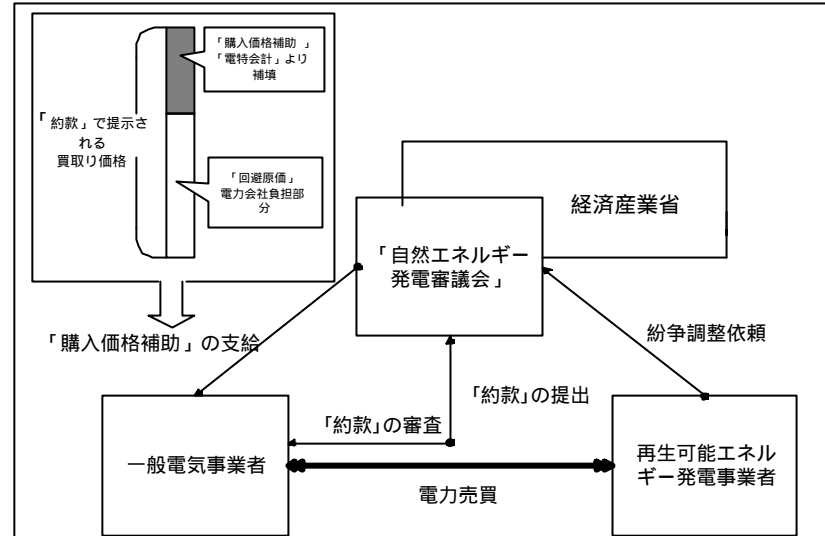 「購入価格補助」
「電特会計」より
補填
「約款」で提示さ
れる
買取り価格
「回避原価」
電力会社負担部
分
経済産業省
「自然エネルギー
発電審議会」
「購入価格補助」の支給
紛争調整依頼
「約款」の提出
「約款」の審査
一般電気事業者
再生可能エネル
ギー発電事業者
電力売買